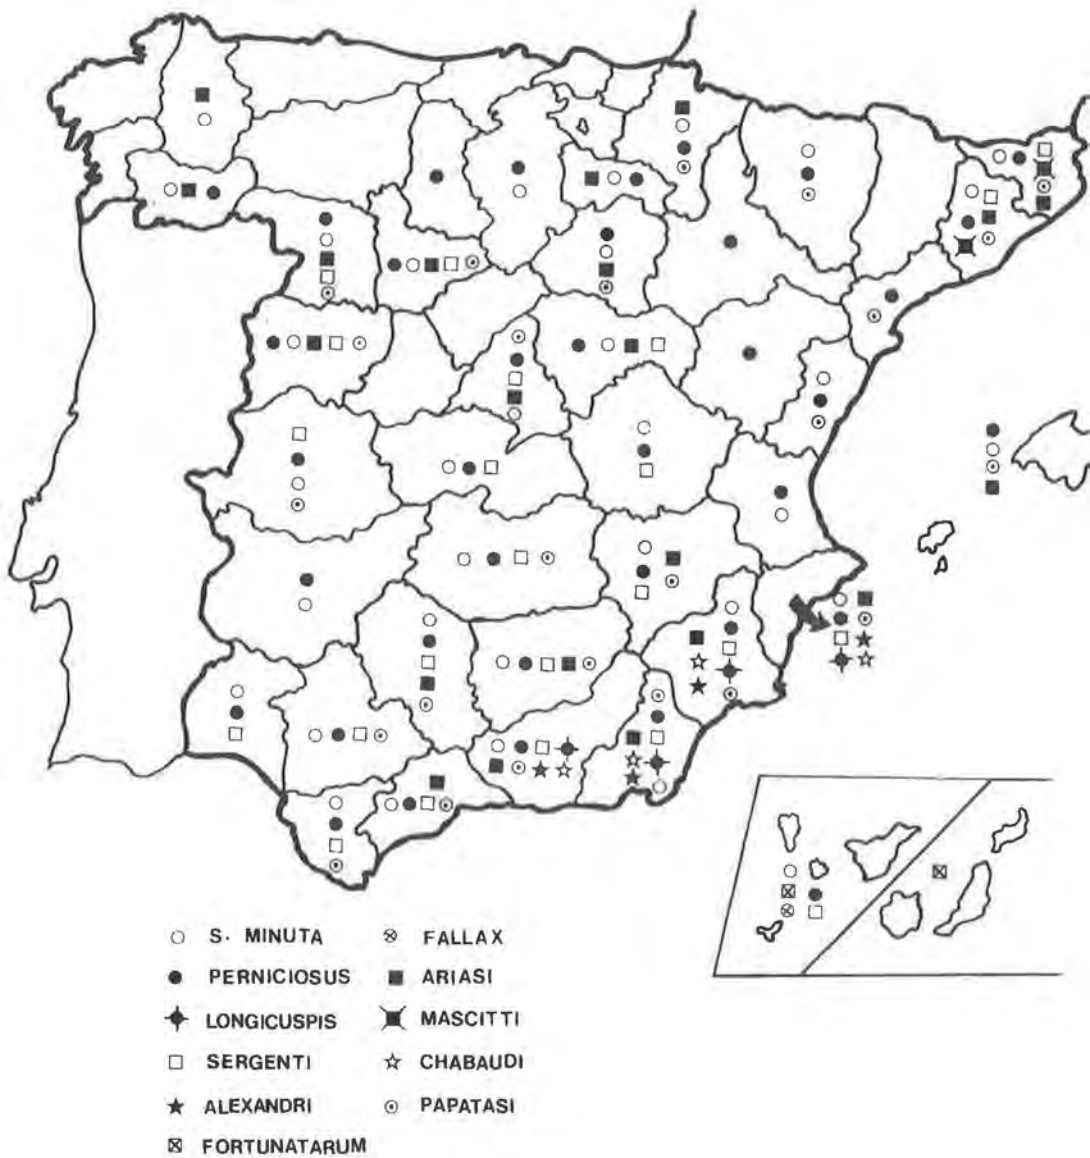 S. MINUTA
FALLAX
PERNICIOSUS
ARIASI
LONGICUSPIS
MASCITTI
SERGENTI
CHABAUDI
ALEXANDRI
PAPATASI
FORTUNATARUM